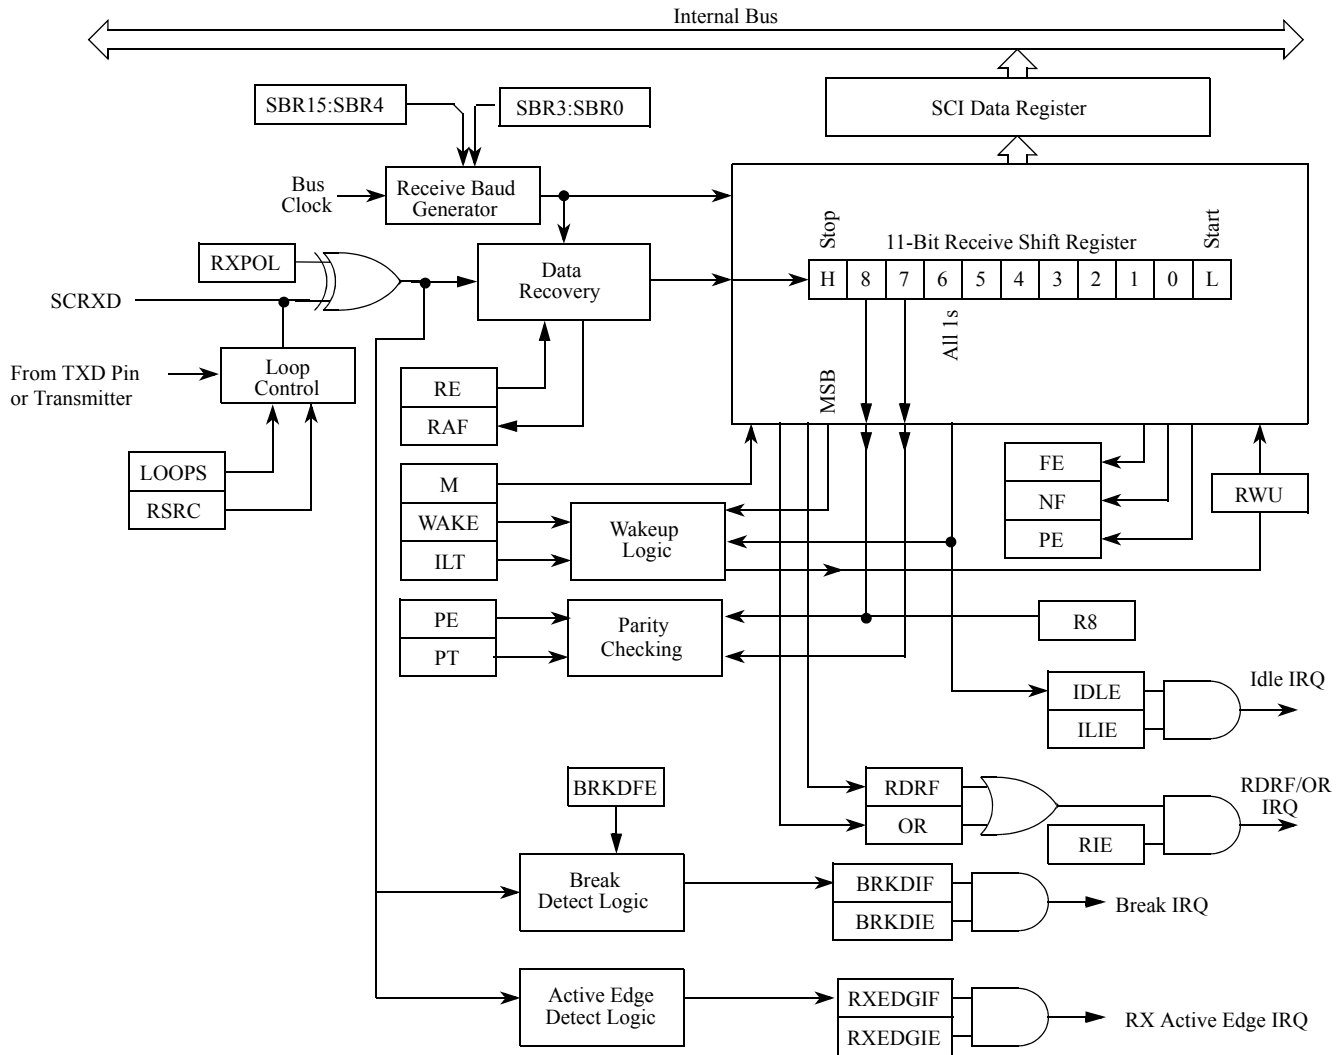 Internal Bus
SBR15:SBR4
SBR3:SBR0
SCI Data Register
Bus
Clock
Receive Baud
Generator
RXPOL
SCRXD
Data
Recovery
Stop
11-Bit Receive Shift Register
Start
H 8 7 6 5 4 3 2 1 0 L
All 1s
MSB
From TXD Pin
or Transmitter
Loop
Control
RE
RAF
LOOPS
RSRC
M
WAKE
ILT
Wakeup
Logic
FE
NF
PE
RWU
PE
PT
Parity
Checking
R8
IDLE
ILIE
Idle IRQ
BRKDFE
RDRF
OR
RIE
RDRF/OR
IRQ
Break
Detect Logic
BRKDIF
BRKDIE
Break IRQ
Active Edge
Detect Logic
RXEDGIF
RXEDGIE
RX Active Edge IRQ